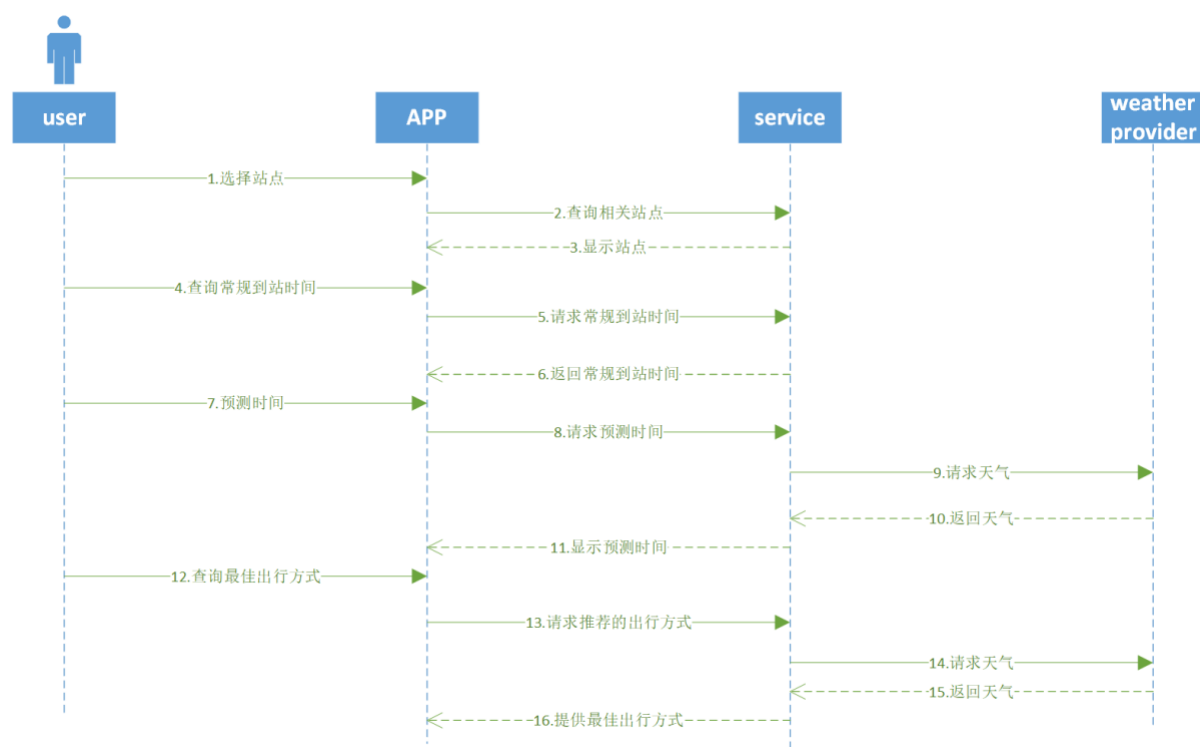 user
APP
service
weather
provider
1.选择站点
2.查询相关站点
3.显示站点
4.查询常规到站时间
5.请求常规到站时间
6.返回常规到站时间
7.预测时间
8.请求预测时间
9.请求天气
10.返回天气
11.显示预测时间
12.查询最佳出行方式
13.请求推荐的出行方式
14.请求天气
15.返回天气
16.提供最佳出行方式